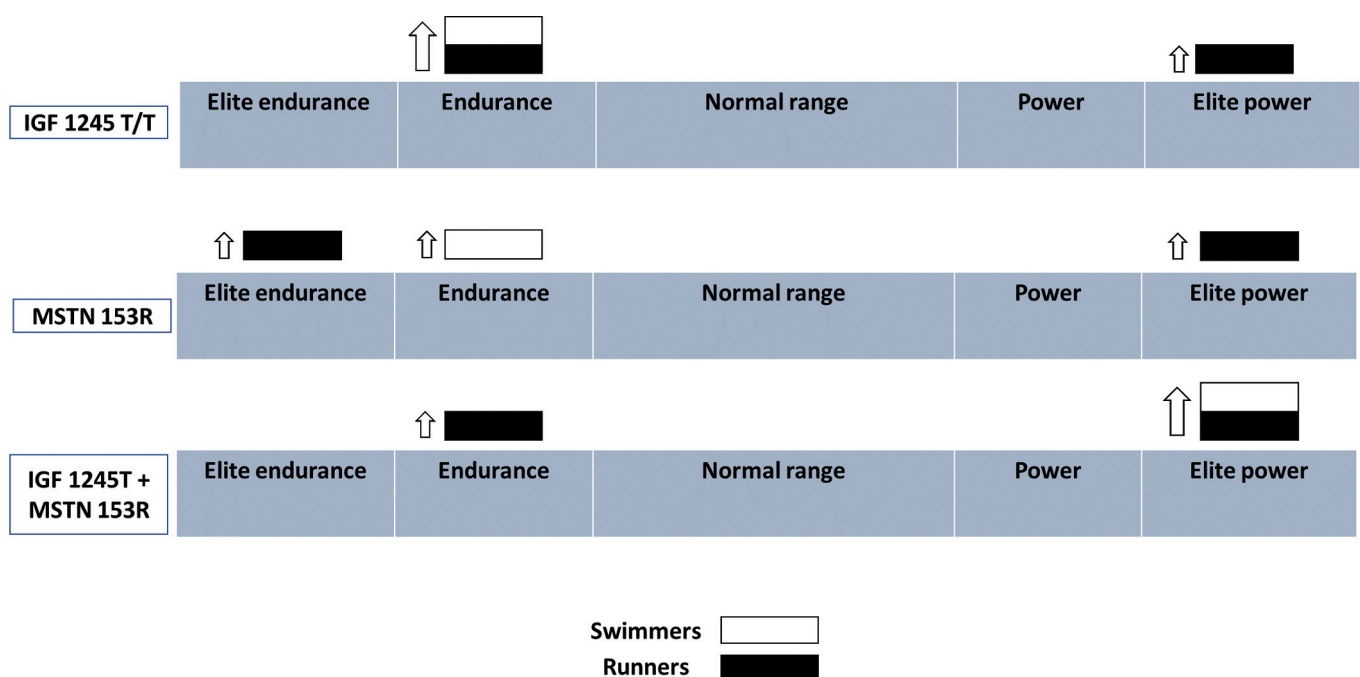 IGF 1245 T/T
Elite endurance Endurance Normal range Power Elite power
MSTN 153R
Elite endurance Endurance Normal range Power Elite power
IGF 1245T +
MSTN 153R
Elite endurance Endurance Normal range Power Elite power
Swimmers
Runners